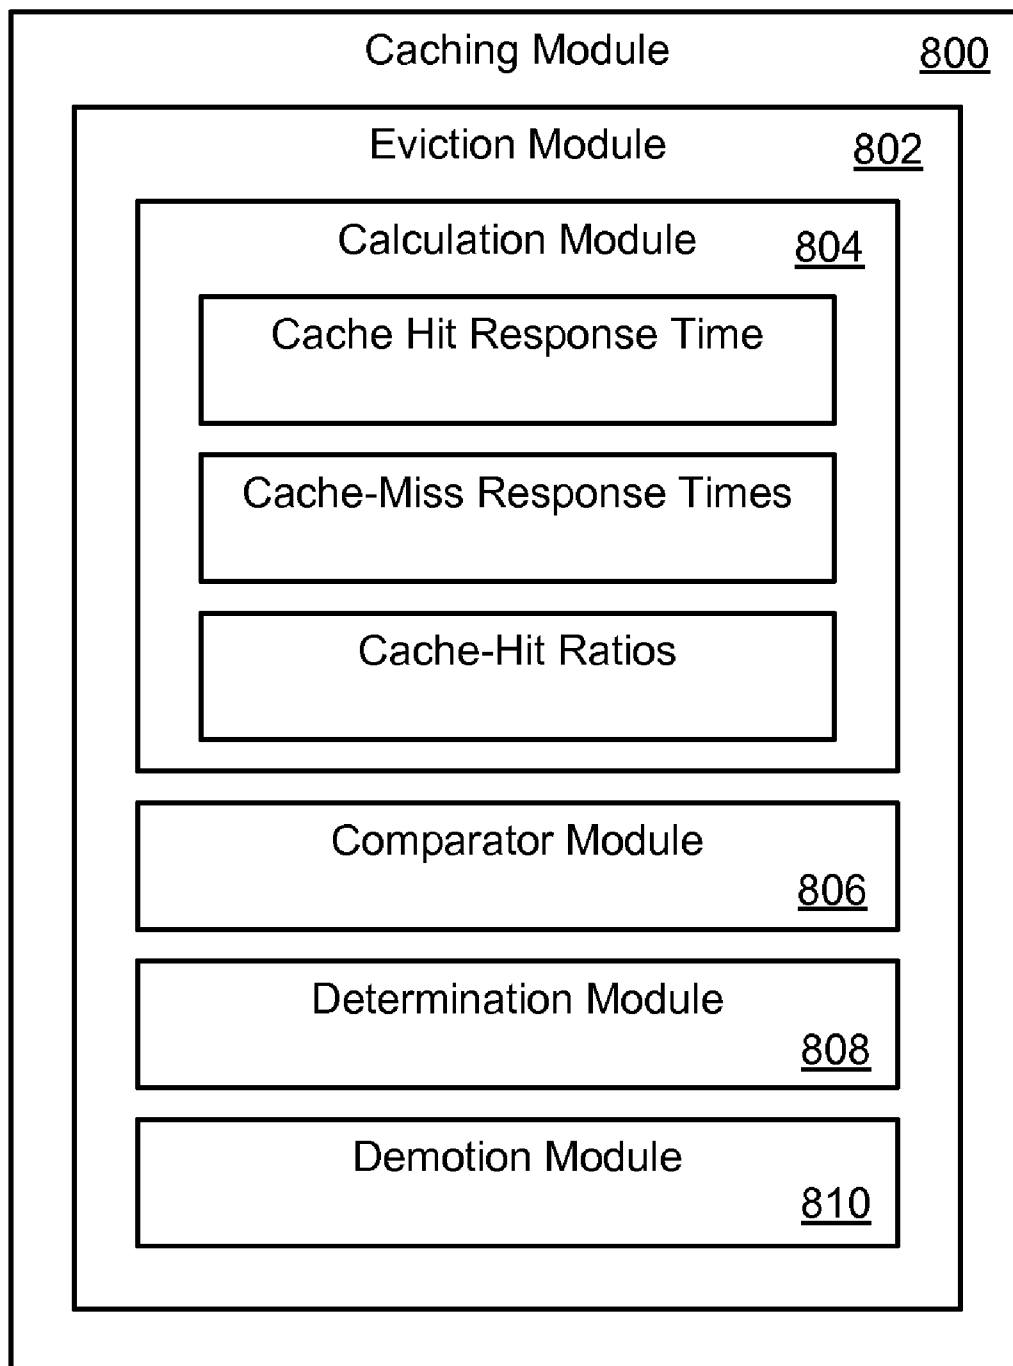 Caching Module 800
Eviction Module 802
Calculation Module 804
Cache Hit Response Time
Cache-Miss Response Times
Cache-Hit Ratios
Comparator Module
806
Determination Module
808
Demotion Module
810